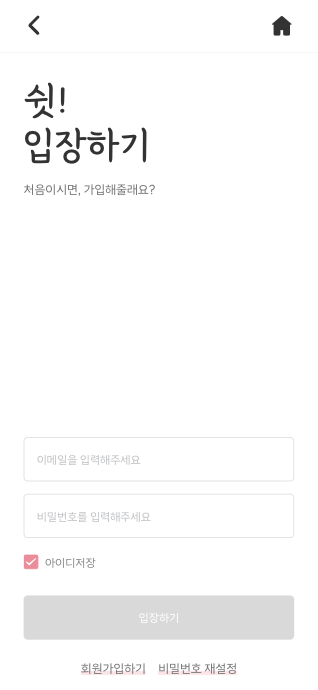 쉿!
입장하기
처음이시면, 가입해줄래요?
이메일을 입력해주세요
비밀번호를 입력해주세요
아이디저장
입장하기
회원가입하기 비밀번호 재설정